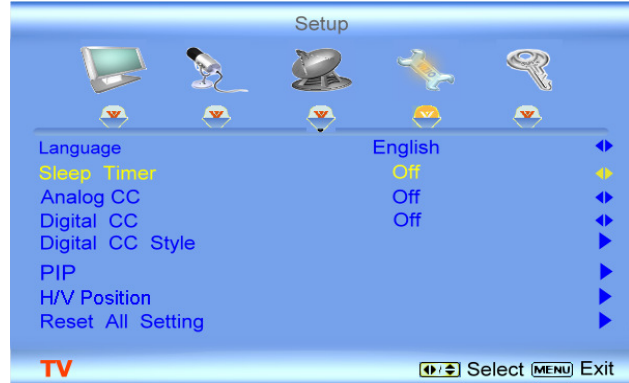 Setup
Language English
Sleep Timer Off
Analog CC Off
Digital CC Off
Digital CC Style
PIP
H/V Position
Reset All Setting
TV Select MENU Exit